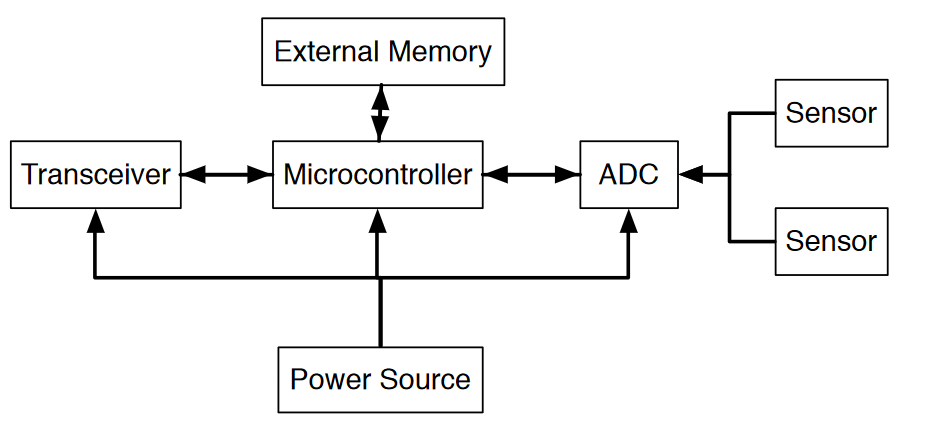 External Memory
Sensor
Transceiver
Microcontroller
ADC
Sensor
Power Source